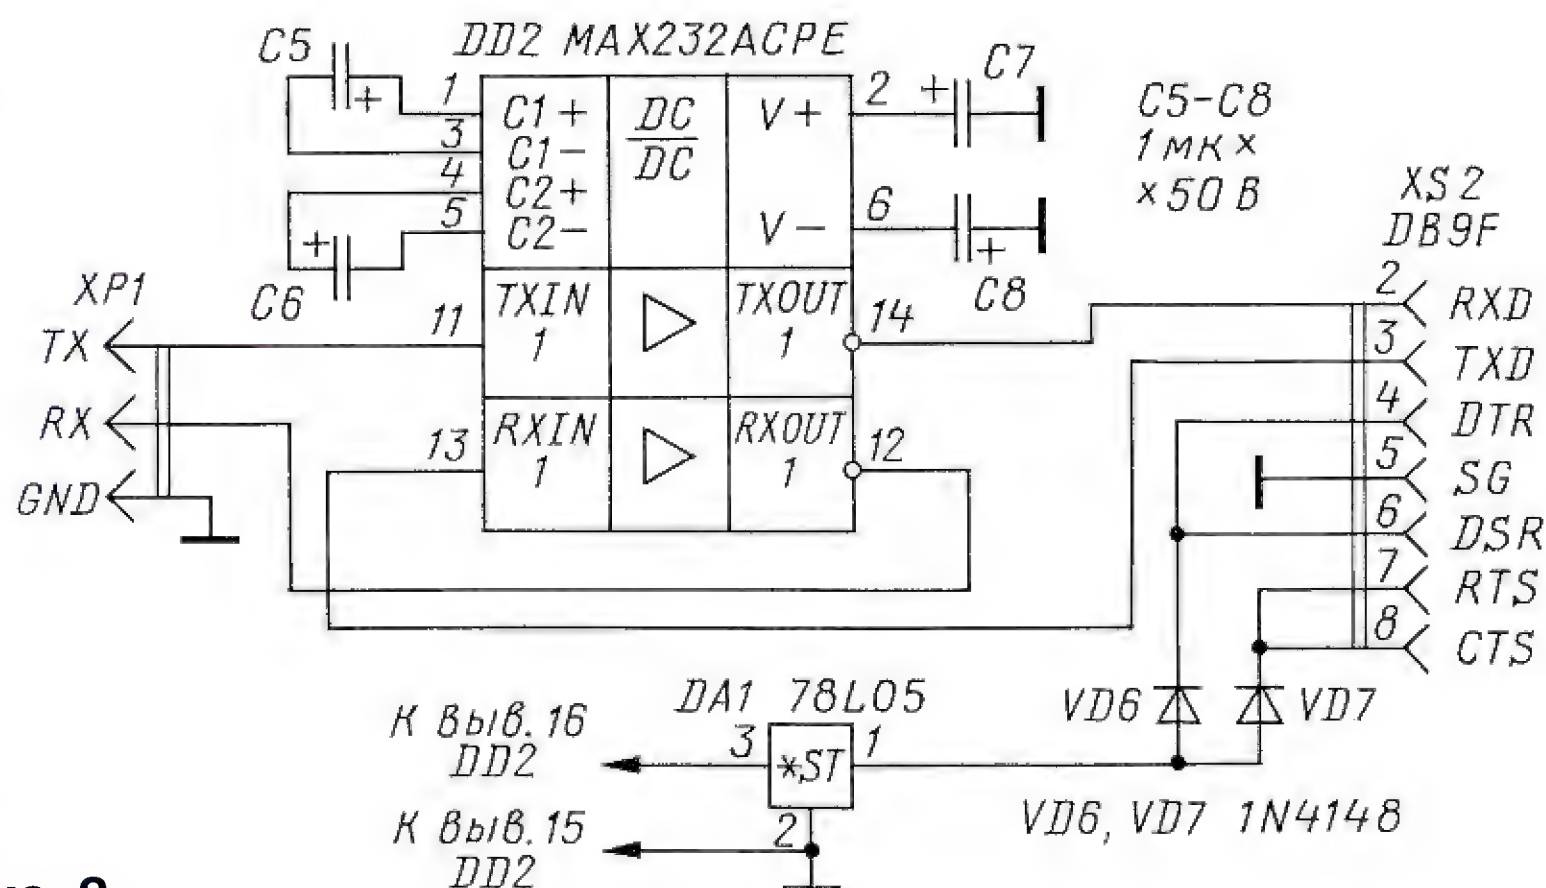 C5
DD2 MAX232ACPE
C7
1
C1+
DC
DC
V+
2
+
+
3
C1-
4
C2+
5
C2-
V-
6
+
+
C6
C8
C5-C8
1 мк ×
×50 В
XS2
DB9F
XP1
TX
RX
GND
11
TXIN
1
TXOUT
1
14
13
RXIN
1
RXOUT
1
12
2 RXD
3 TXD
4 DTR
5 SG
6 DSR
7 RTS
8 CTS
VD6
VD7
DA1 78L05
К выв.16
DD2
3
*ST
1
К выв.15
DD2
2
VD6, VD7 1N4148